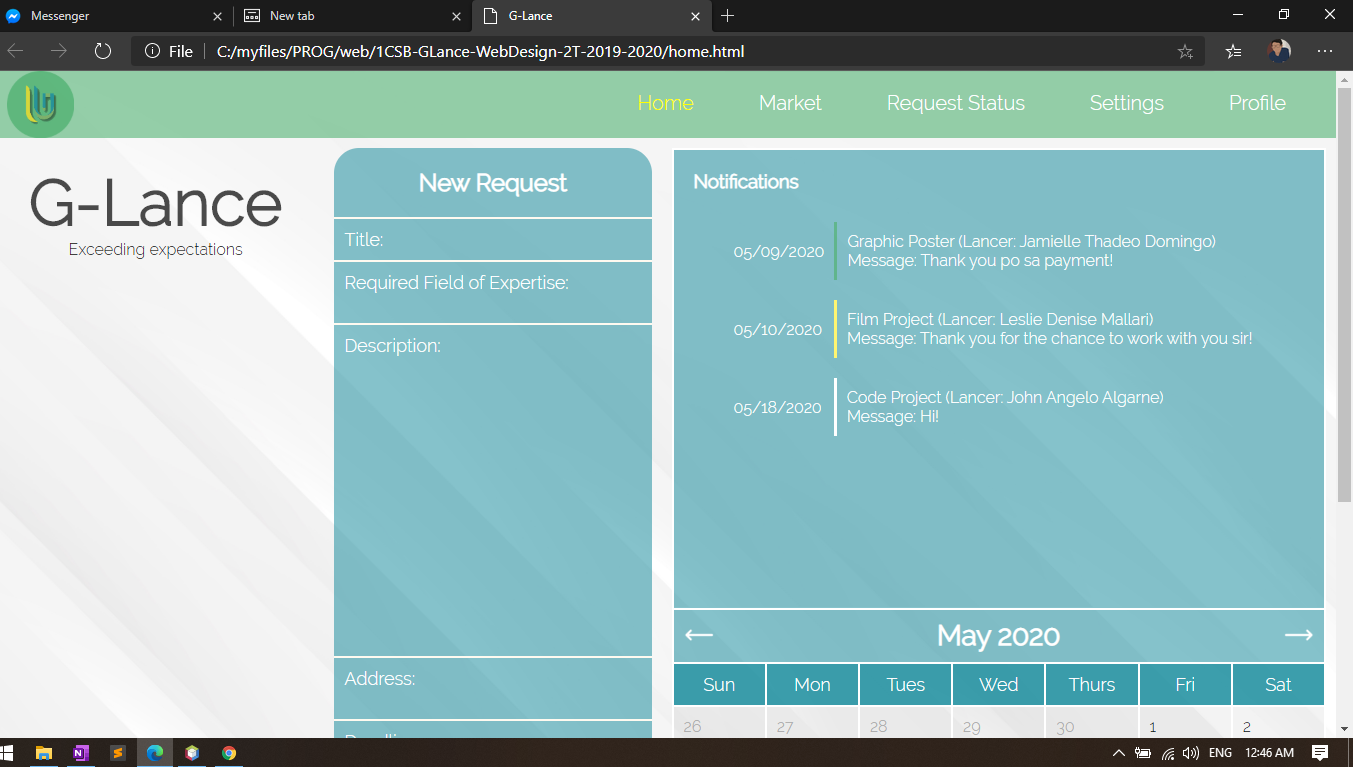 Messenger
New tab
G-Lance
File
C:/myfiles/PROG/web/1CSB-GLance-WebDesign-2T-2019-2020/home.html
Home
Market
Request Status
Settings
Profile
G-Lance
Exceeding expectations
New Request
Title:
Required Field of Expertise:
Description:
Address:
Notifications
05/09/2020
Graphic Poster (Lancer: Jamielle Thadeo Domingo)
Message: Thank you po sa payment!
05/10/2020
Film Project (Lancer: Leslie Denise Mallari)
Message: Thank you for the chance to work with you sir!
05/18/2020
Code Project (Lancer: John Angelo Algarne)
Message: Hi!
May 2020
Sun Mon Tues Wed Thurs Fri Sat
26 27 28 29 30 1 2
ENG
12:46 AM